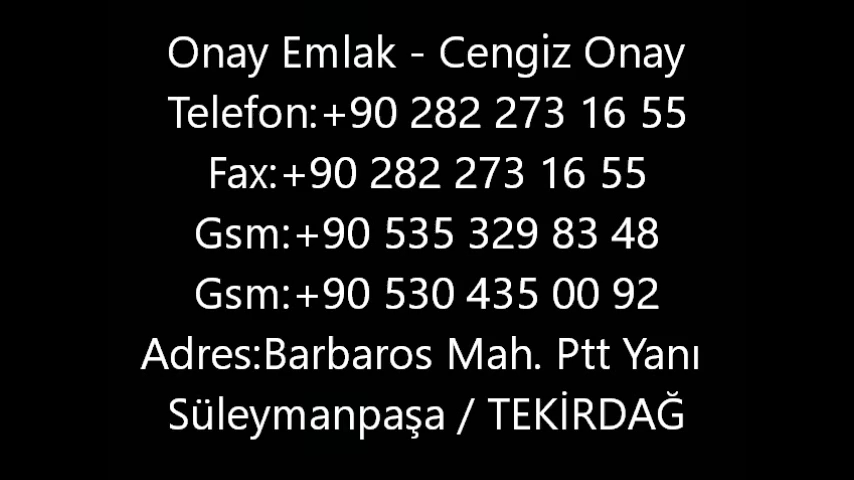 Onay Emlak - Cengiz Onay
Telefon:+90 282 273 16 55
Fax:+90 282 273 16 55
Gsm:+90 535 329 83 48
Gsm:+90 530 435 00 92
Adres:Barbaros Mah. Ptt Yanı
Süleymanpaşa / TEKİRDAĞ